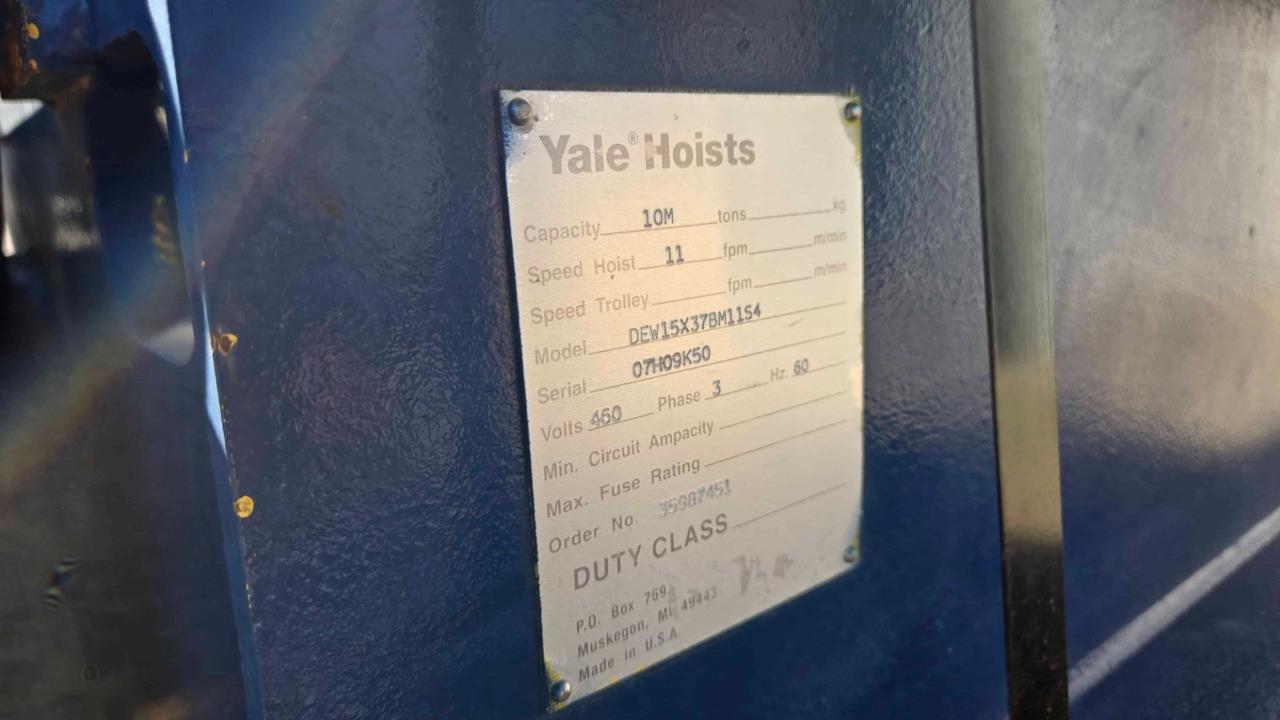 Yale® Hoists
Capacity 10M tons kg
Speed Hoist 11 fpm m/min
Speed Trolley fpm m/min
Model DEW15X37BM11S4
Serial 07H09K50
Volts 460 Phase 3 Hz. 60
Min. Circuit Ampacity
Max. Fuse Rating
Order No. 35987451
DUTY CLASS
P.O. Box 769
Muskegon, MI 49443
Made in U.S.A.